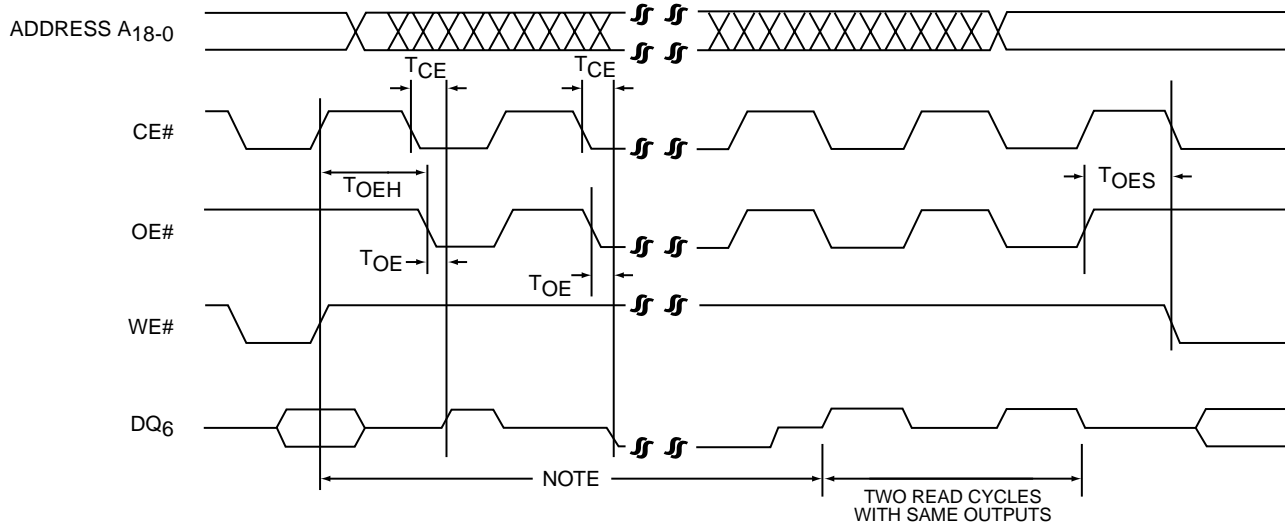 ADDRESS A18-0
TCE
TCE
CE#
TOEH
TOES
OE#
TOE
TOE
WE#
DQ6
NOTE
TWO READ CYCLES
WITH SAME OUTPUTS